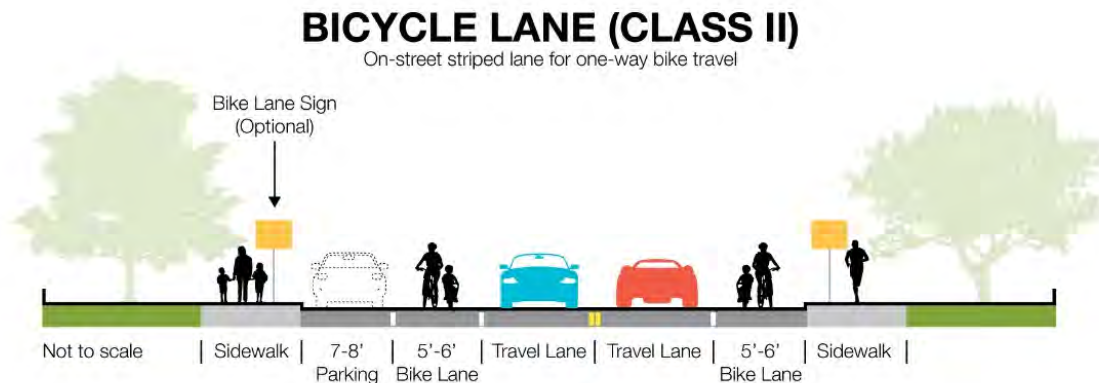 BICYCLE LANE (CLASS II)
On-street striped lane for one-way bike travel
Bike Lane Sign
(Optional)
Not to scale
Sidewalk
7-8'
Parking
5'-6'
Bike Lane
Travel Lane
Travel Lane
5'-6'
Bike Lane
Sidewalk